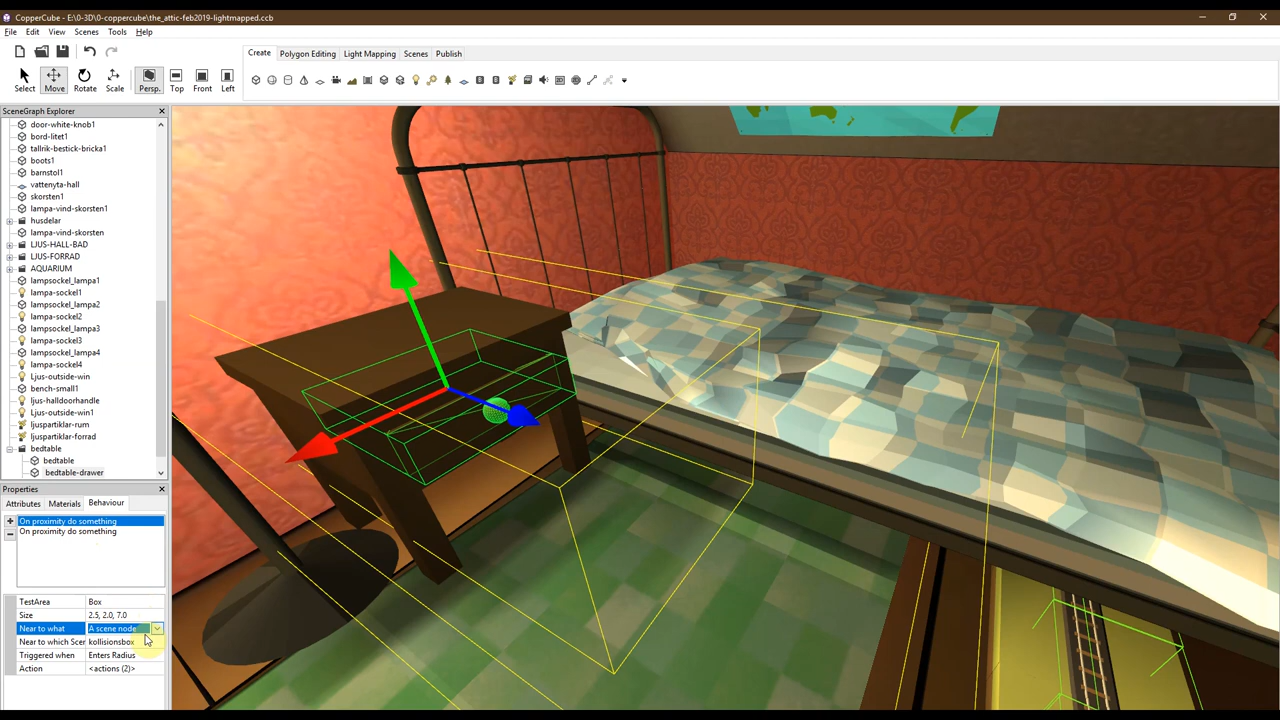 CopperCube - E:\0-3D\0-coppercube\the_attic-feb2019-lightmapped.ccb
File Edit View Scenes Tools Help
Create Polygon Editing Light Mapping Scenes Publish
Select Move Rotate Scale Persp. Top Front Left
SceneGraph Explorer
door-white-knob1
bord-litet1
tallrik-bestick-bricka1
boots1
barnstol1
vattenyta-hall
skorsten1
lampa-vind-skorsten1
husdelar
lampa-vind-skorsten
LJUS-HALL-BAD
LJUS-FORRAD
AQUARIUM
lampsockel_lampa1
lampa-sockel1
lampsockel_lampa2
lampa-sockel2
lampsockel_lampa3
lampa-sockel3
lampsockel_lampa4
lampa-sockel4
Ljus-outside-win
bench-small1
ljus-halldoorhandle
Ljus-outside-win1
ljuspartiklar-rum
ljuspartiklar-forrad
bedtable
bedtable
bedtable-drawer
Properties
Attributes Materials Behaviour
On proximity do something
On proximity do something
TestArea Box
Size 2.5, 2.0, 7.0
Near to what A scene node
Near to which Scer kollisionsbox
Triggered when Enters Radius
Action <actions (2)>